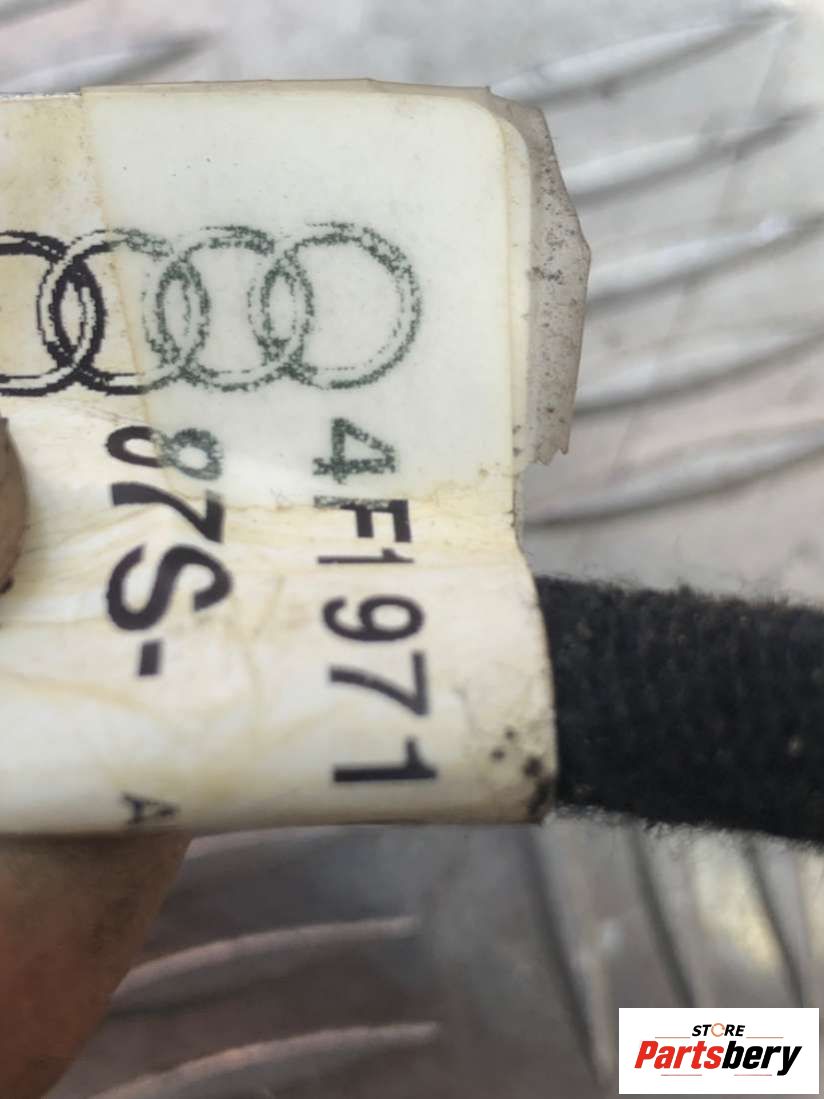 4F1971
87S-
A
STORE
Partsbery